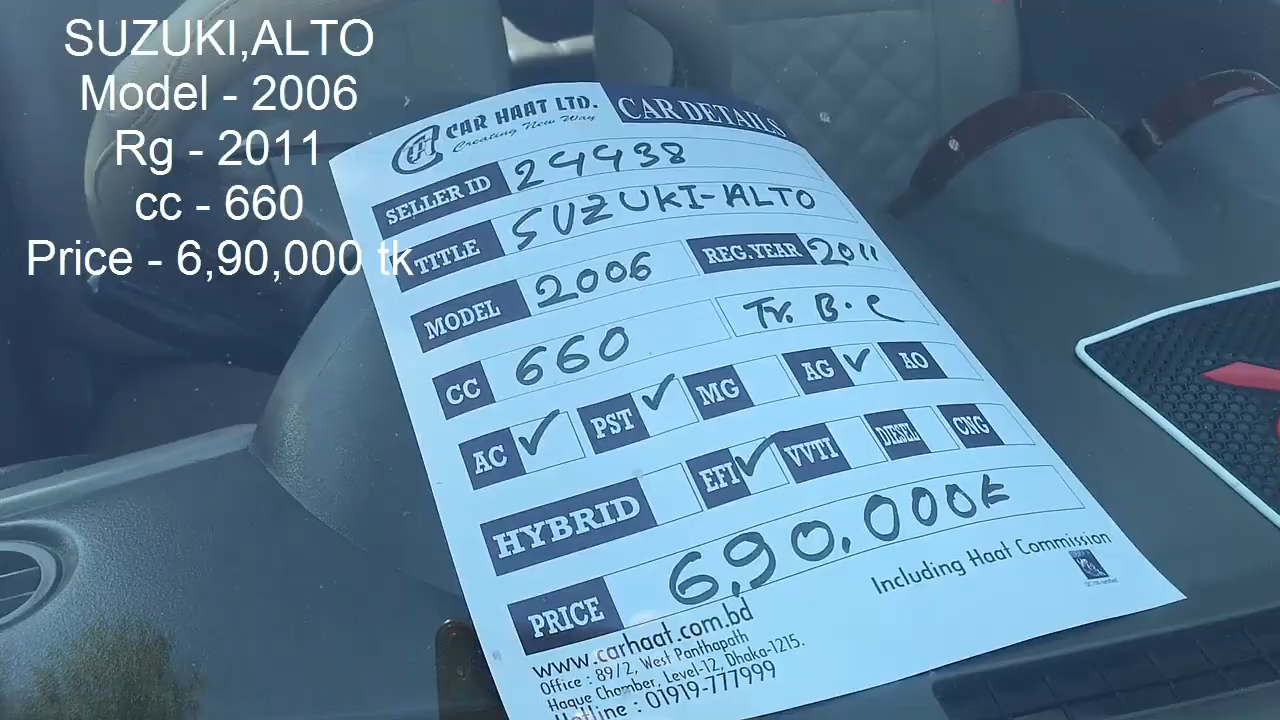 SUZUKI,ALTO
Model - 2006
Rg - 2011
cc - 660
Price - 6,90,000 tk
CAR HAAT LTD.
Creating New Way
CAR DETAILS
SELLER ID 24438
TITLE SUZUKI-ALTO
MODEL 2006 REG.YEAR 2011
CC 660 Tr. B.C
AC ✓ PST ✓ MG AG ✓ AO
HYBRID EFI ✓ VVTI DIESEL CNG
PRICE 6,90,000৳
Including Haat Commission
www.carhaat.com.bd
Office : 89/2, West Panthapath
Haque Chamber, Level-12, Dhaka-1215.
Hotline : 01919-777999